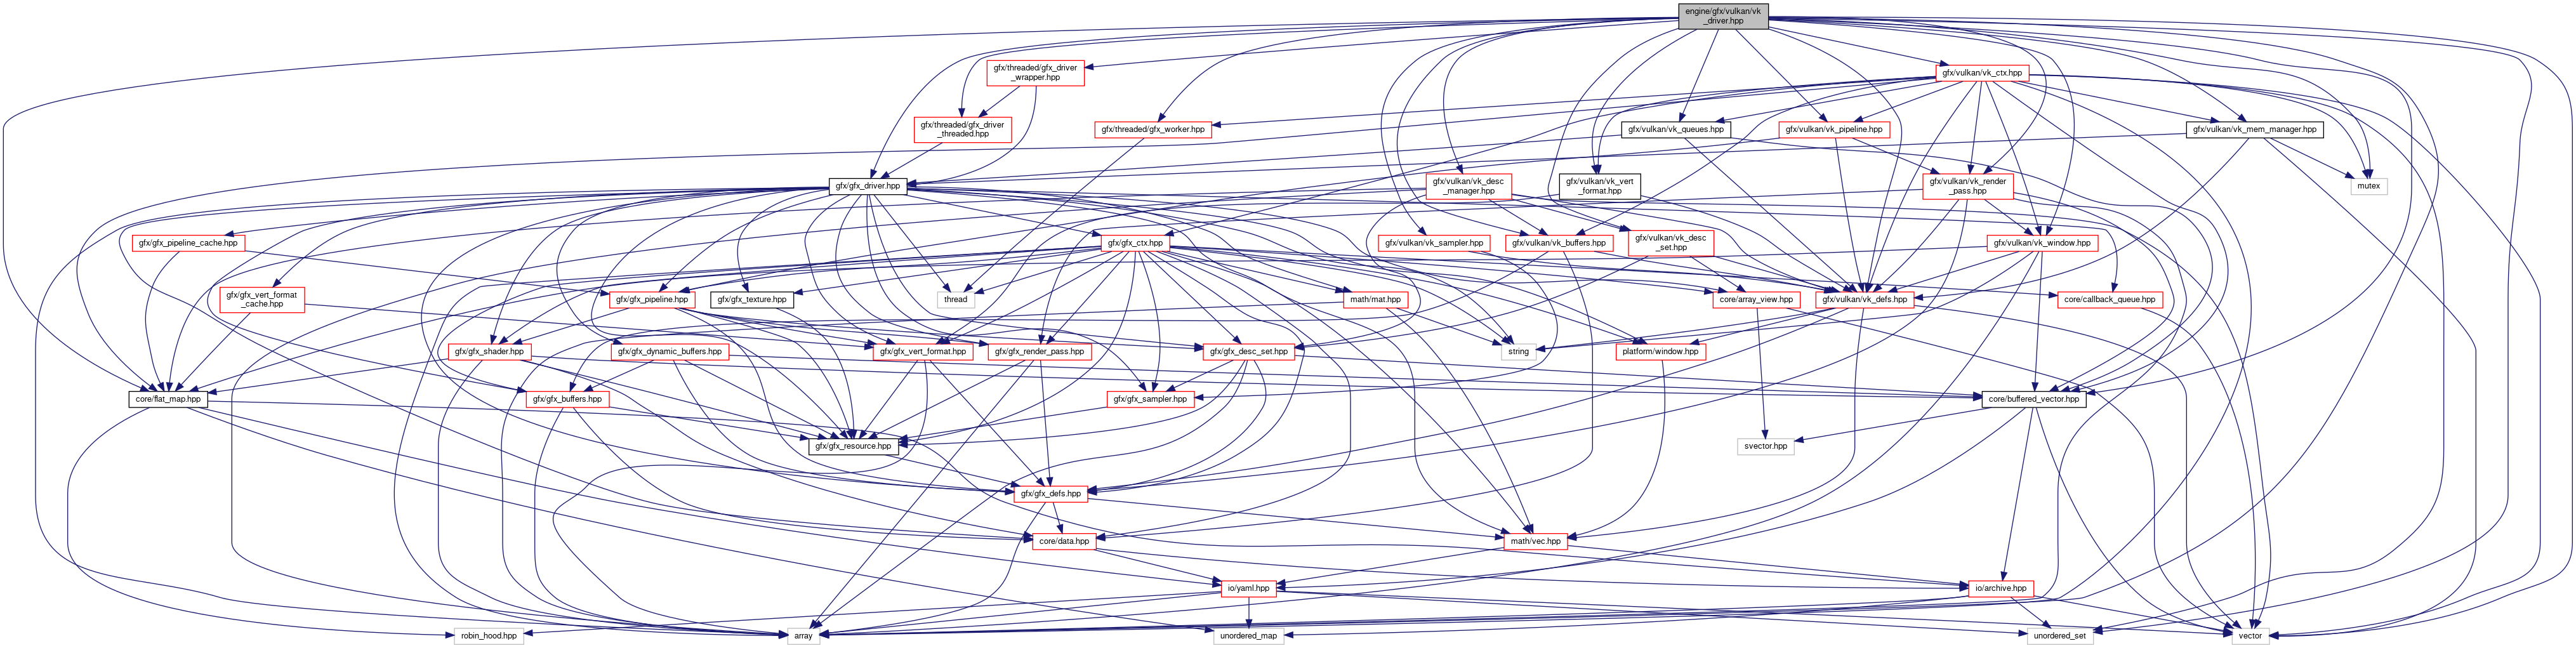 engine/gfx/vulkan/vk
_driver.hpp
gfx/threaded/gfx_driver
_wrapper.hpp
gfx/vulkan/vk_ctx.hpp
gfx/threaded/gfx_driver
_threaded.hpp
gfx/threaded/gfx_worker.hpp
gfx/vulkan/vk_queues.hpp
gfx/vulkan/vk_pipeline.hpp
gfx/vulkan/vk_mem_manager.hpp
gfx/gfx_driver.hpp
gfx/vulkan/vk_desc
_manager.hpp
gfx/vulkan/vk_vert
_format.hpp
gfx/vulkan/vk_render
_pass.hpp
mutex
gfx/gfx_pipeline_cache.hpp
gfx/gfx_ctx.hpp
gfx/vulkan/vk_sampler.hpp
gfx/vulkan/vk_buffers.hpp
gfx/vulkan/vk_desc
_set.hpp
gfx/vulkan/vk_window.hpp
gfx/gfx_vert_format
_cache.hpp
gfx/gfx_pipeline.hpp
gfx/gfx_texture.hpp
thread
math/mat.hpp
core/array_view.hpp
gfx/vulkan/vk_defs.hpp
core/callback_queue.hpp
gfx/gfx_shader.hpp
gfx/gfx_dynamic_buffers.hpp
gfx/gfx_vert_format.hpp
gfx/gfx_render_pass.hpp
gfx/gfx_desc_set.hpp
string
platform/window.hpp
core/flat_map.hpp
gfx/gfx_buffers.hpp
gfx/gfx_sampler.hpp
core/buffered_vector.hpp
gfx/gfx_resource.hpp
svector.hpp
gfx/gfx_defs.hpp
core/data.hpp
math/vec.hpp
io/yaml.hpp
io/archive.hpp
robin_hood.hpp
array
unordered_map
unordered_set
vector